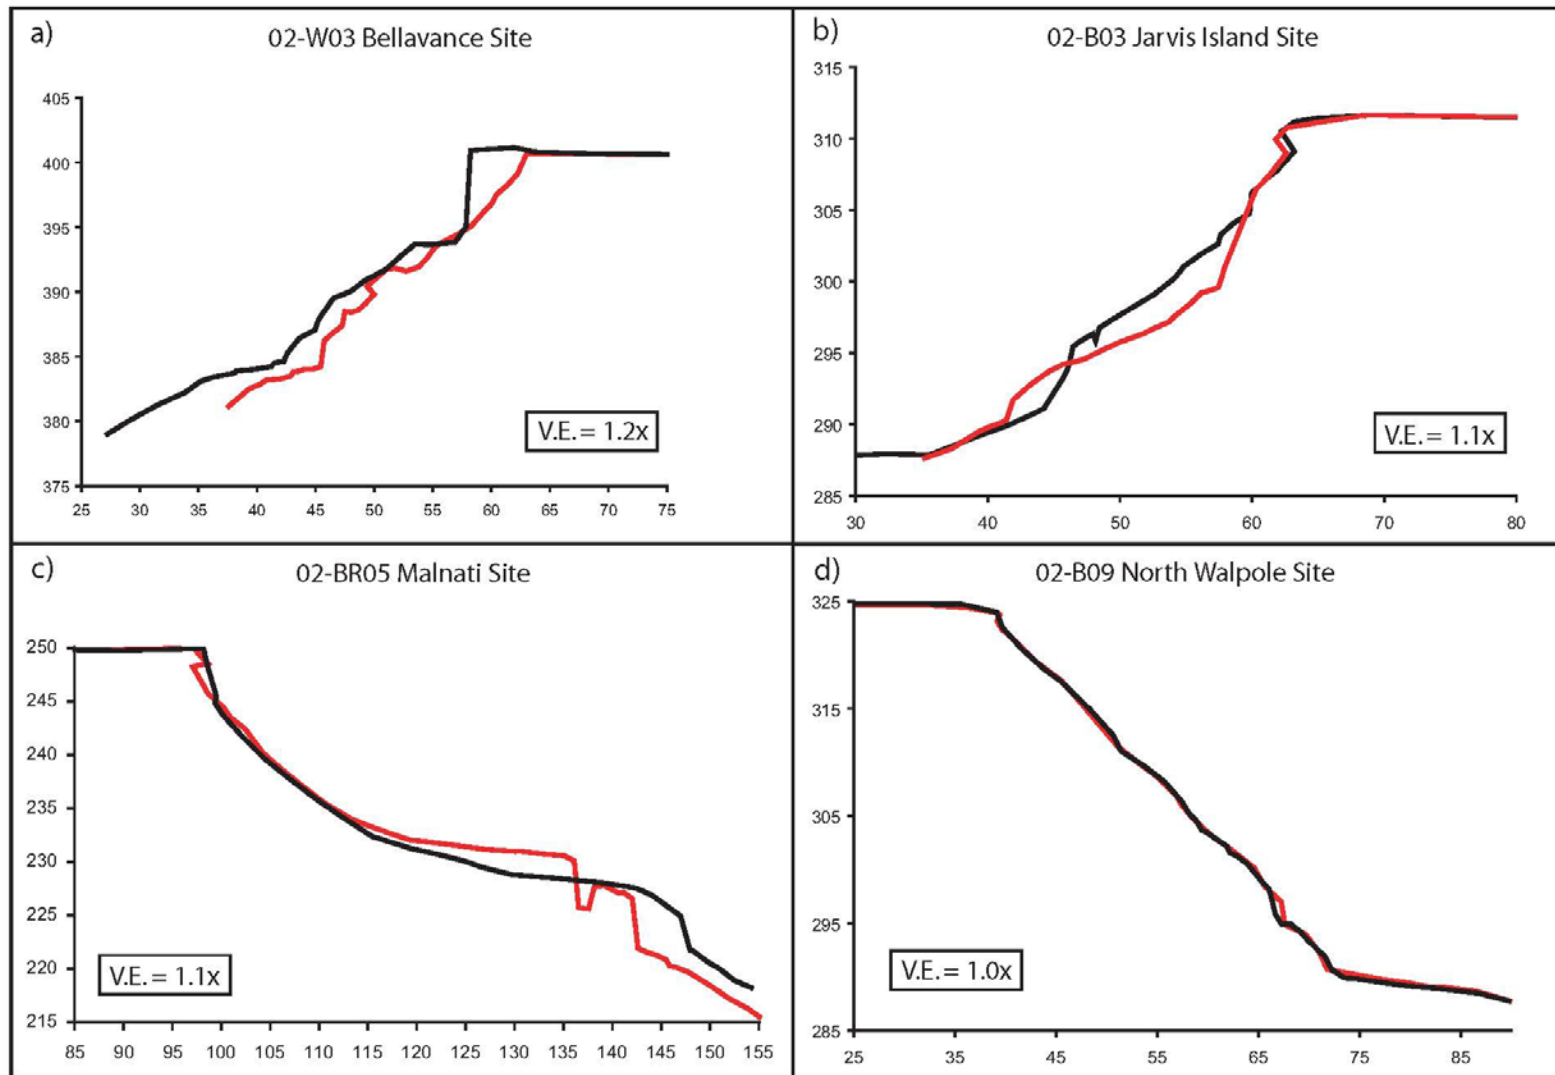 a)
02-W03 Bellavance Site
405
400
395
390
385
380
375
25 30 35 40 45 50 55 60 65 70 75
V.E. = 1.2x
b)
02-B03 Jarvis Island Site
315
310
305
300
295
290
285
30 40 50 60 70 80
V.E. = 1.1x
c)
02-BR05 Malnati Site
250
245
240
235
230
225
220
215
85 90 95 100 105 110 115 120 125 130 135 140 145 150 155
V.E. = 1.1x
d)
02-B09 North Walpole Site
325
315
305
295
285
25 35 45 55 65 75 85
V.E. = 1.0x